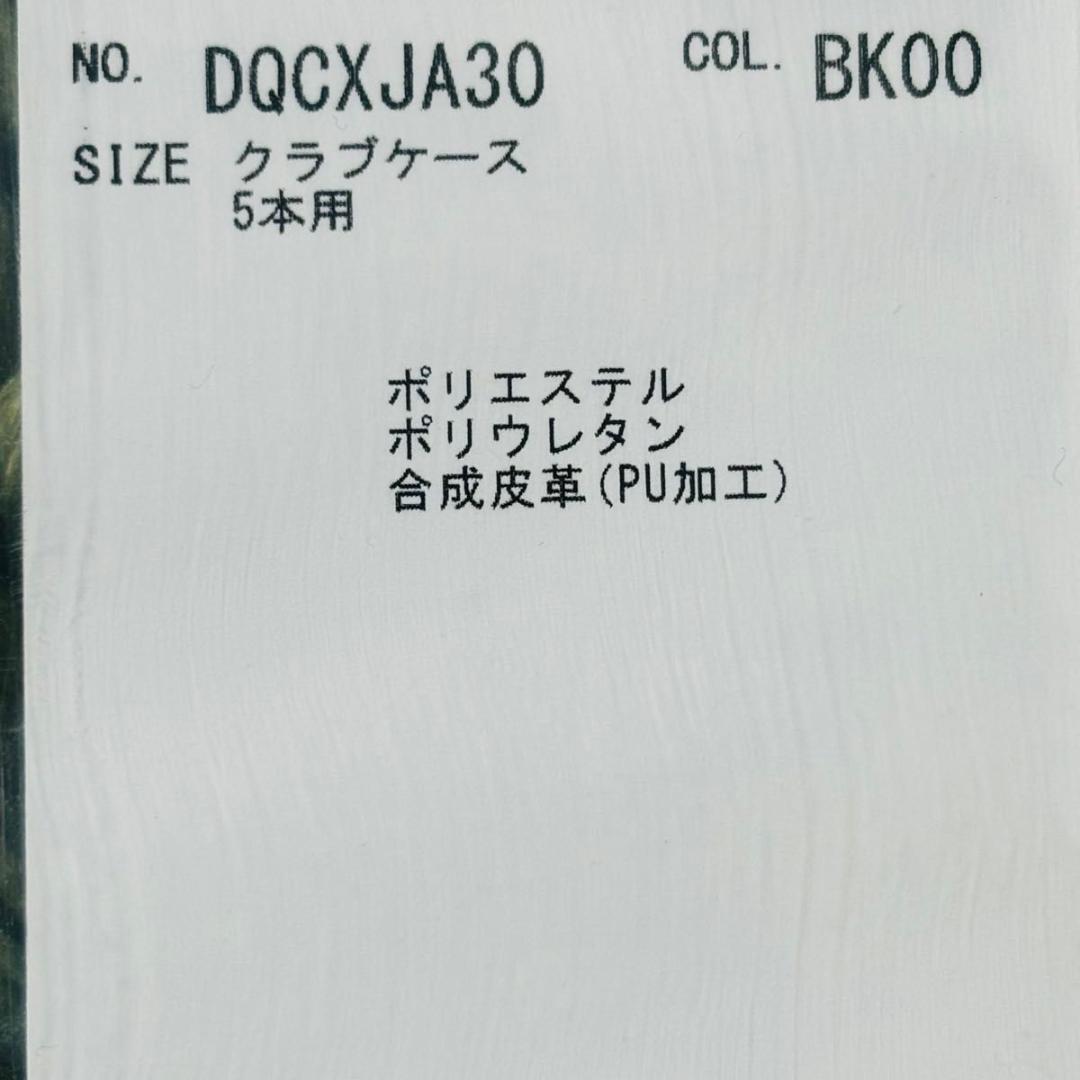 NO. DQCXJA30 COL. BK00
SIZE クラブケース
5本用
ポリエステル
ポリウレタン
合成皮革(PU加工)